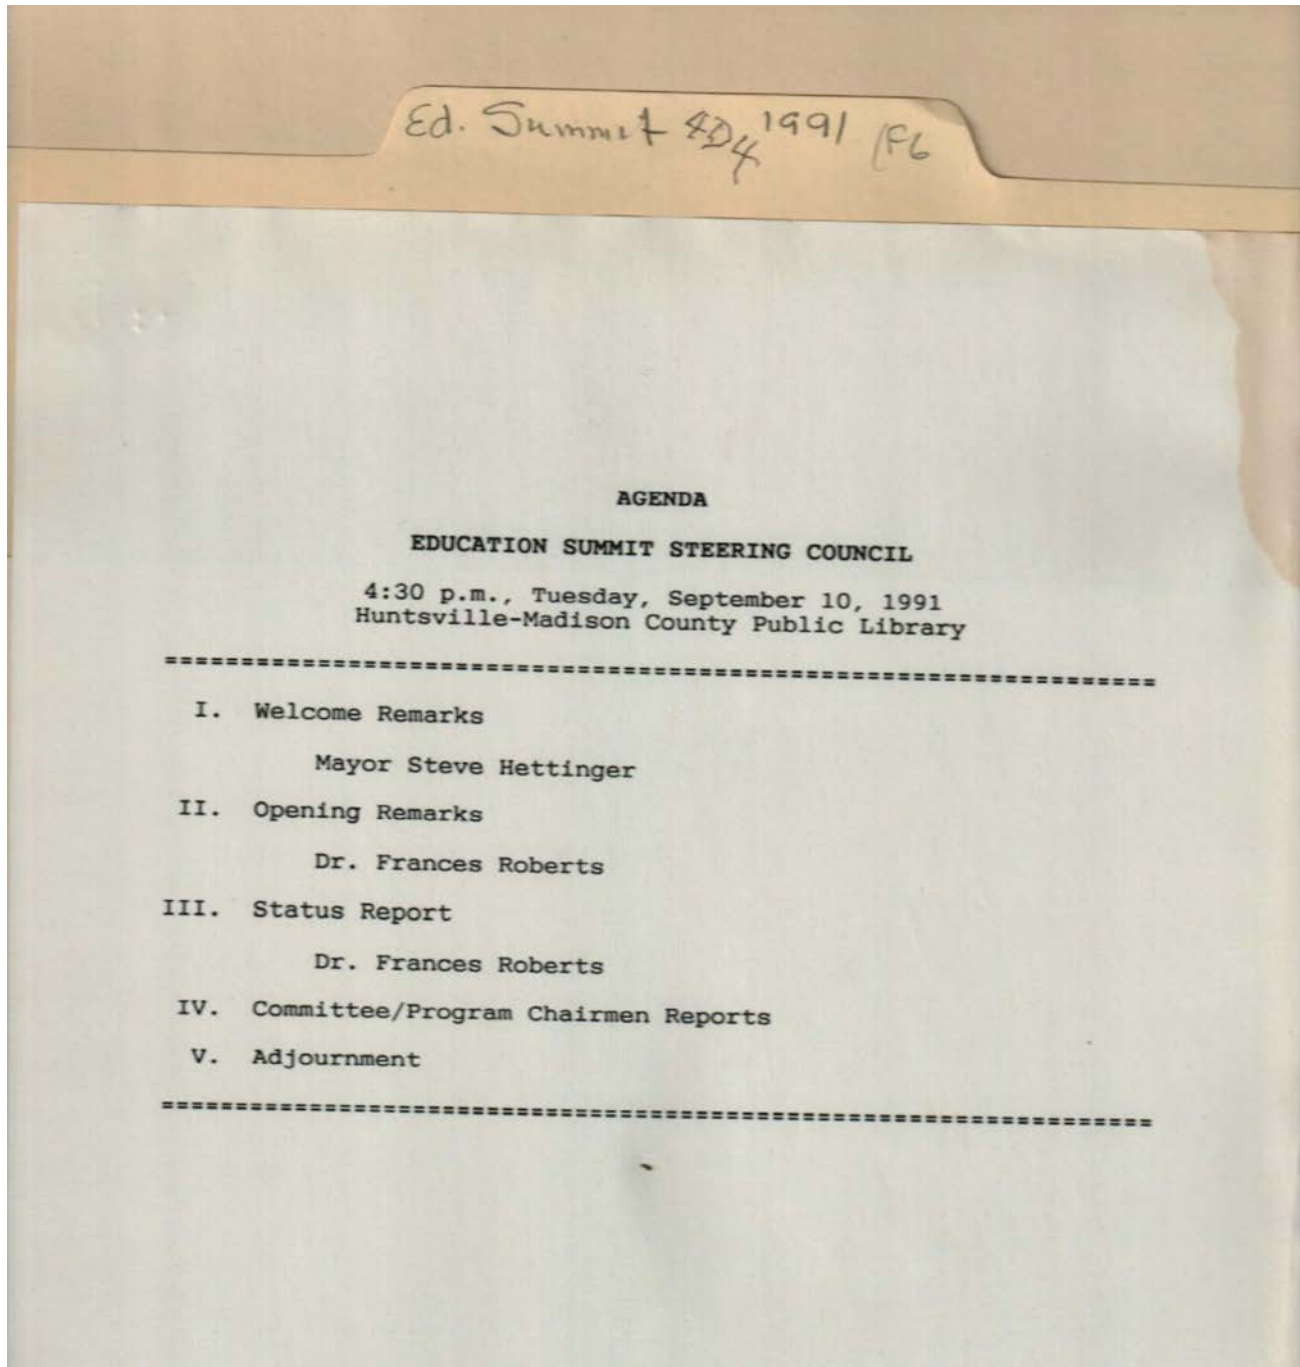 Ed. Summit 4D4 1991 (F6
AGENDA
EDUCATION SUMMIT STEERING COUNCIL
4:30 p.m., Tuesday, September 10, 1991
Huntsville-Madison County Public Library
==================================================================
I. Welcome Remarks
Mayor Steve Hettinger
II. Opening Remarks
Dr. Frances Roberts
III. Status Report
Dr. Frances Roberts
IV. Committee/Program Chairmen Reports
V. Adjournment
==================================================================